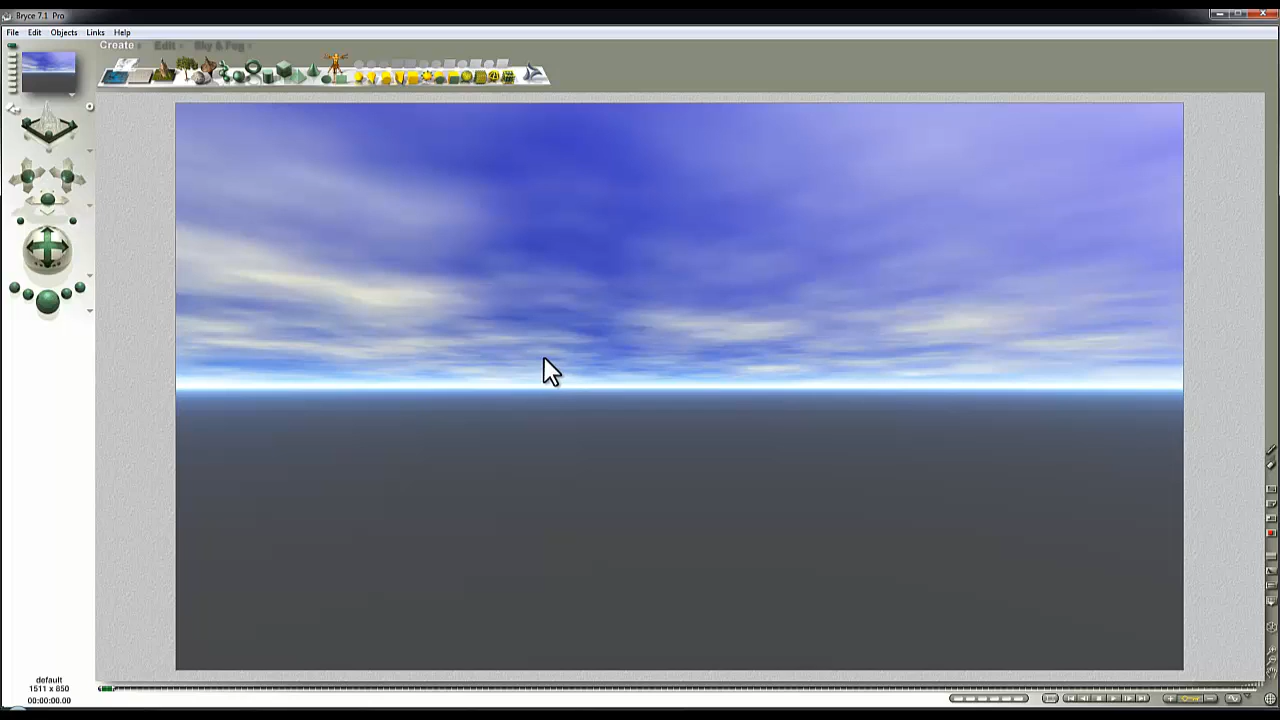 Bryce 7.1 Pro
File Edit Objects Links Help
Create Edit Sky & Fog
default
1511 x 850
00:00:00.00